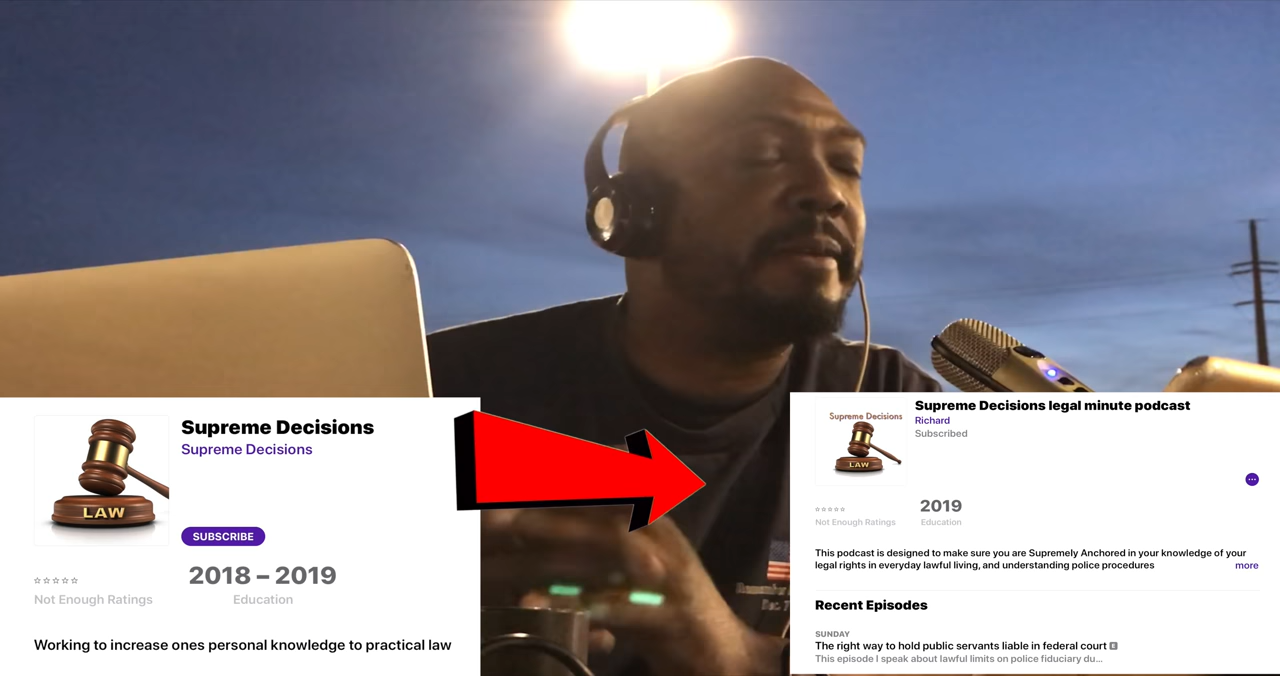 Supreme Decisions
Supreme Decisions
LAW
SUBSCRIBE
☆☆☆☆☆
2018 – 2019
Not Enough Ratings
Education
Working to increase ones personal knowledge to practical law
Supreme Decisions
LAW
Supreme Decisions legal minute podcast
Richard
Subscribed
☆☆☆☆☆
2019
Not Enough Ratings
Education
This podcast is designed to make sure you are Supremely Anchored in your knowledge of your
legal rights in everyday lawful living, and understanding police procedures
more
Recent Episodes
SUNDAY
The right way to hold public servants liable in federal court E
This episode I speak about lawful limits on police fiduciary du...
Remember
Dec. 7